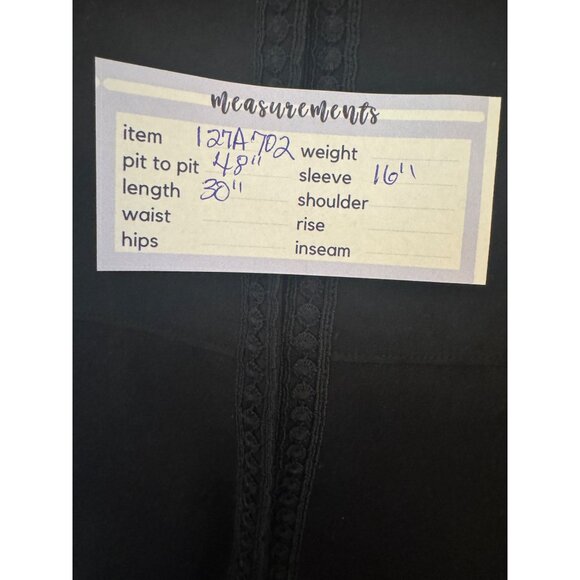 measurements
item 127A702 weight
pit to pit 48" sleeve 16"
length 30" shoulder
waist rise
hips inseam